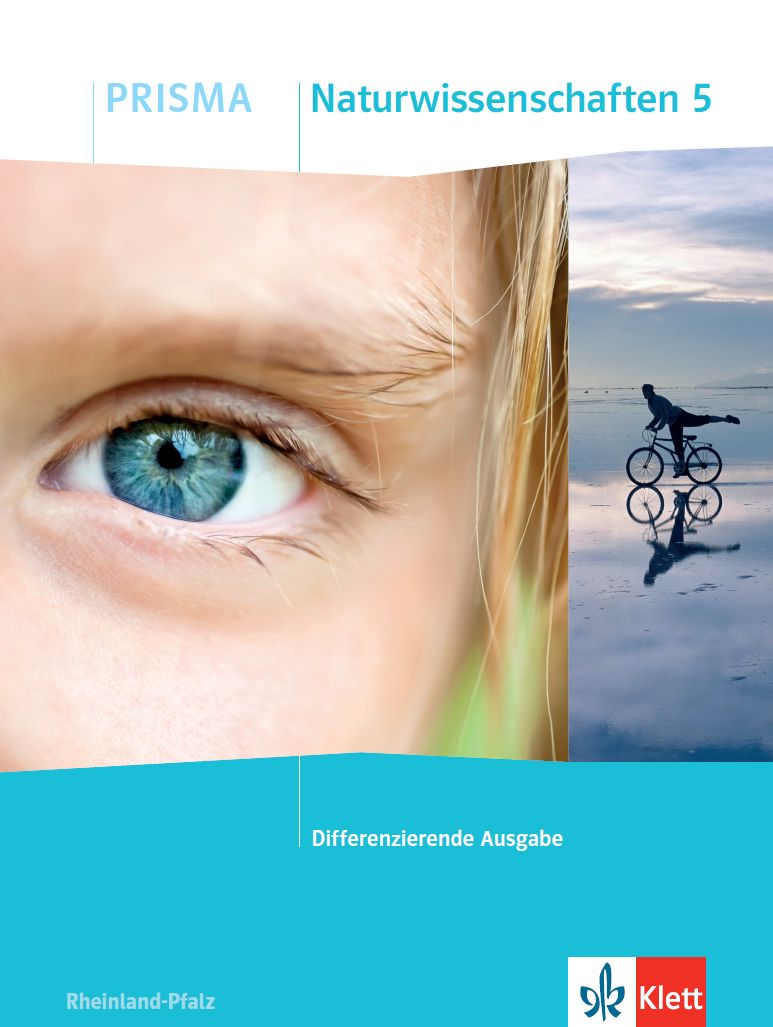 PRISMA
Naturwissenschaften 5
Differenzierende Ausgabe
Rheinland-Pfalz
Klett